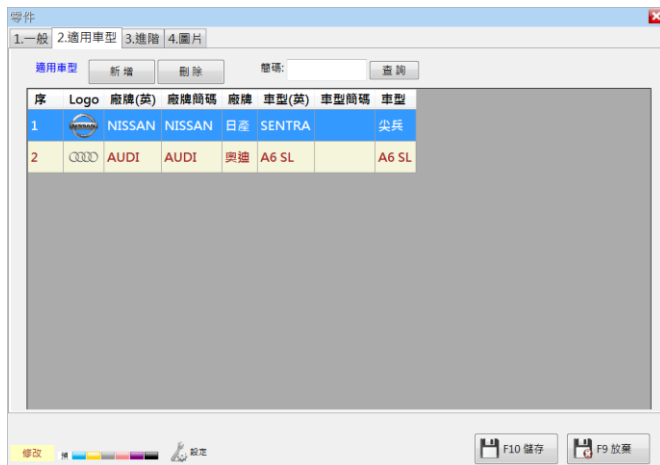 零件
1.一般 2.適用車型 3.進階 4.圖片
適用車型 新增 刪除 簡碼: 查詢
序 Logo 廠牌(英) 廠牌簡碼 廠牌 車型(英) 車型簡碼 車型
1 NISSAN NISSAN NISSAN 日產 SENTRA 尖兵
2 AUDI AUDI 奧迪 A6 SL A6 SL
修改 預 設定 F10 儲存 F9 放棄